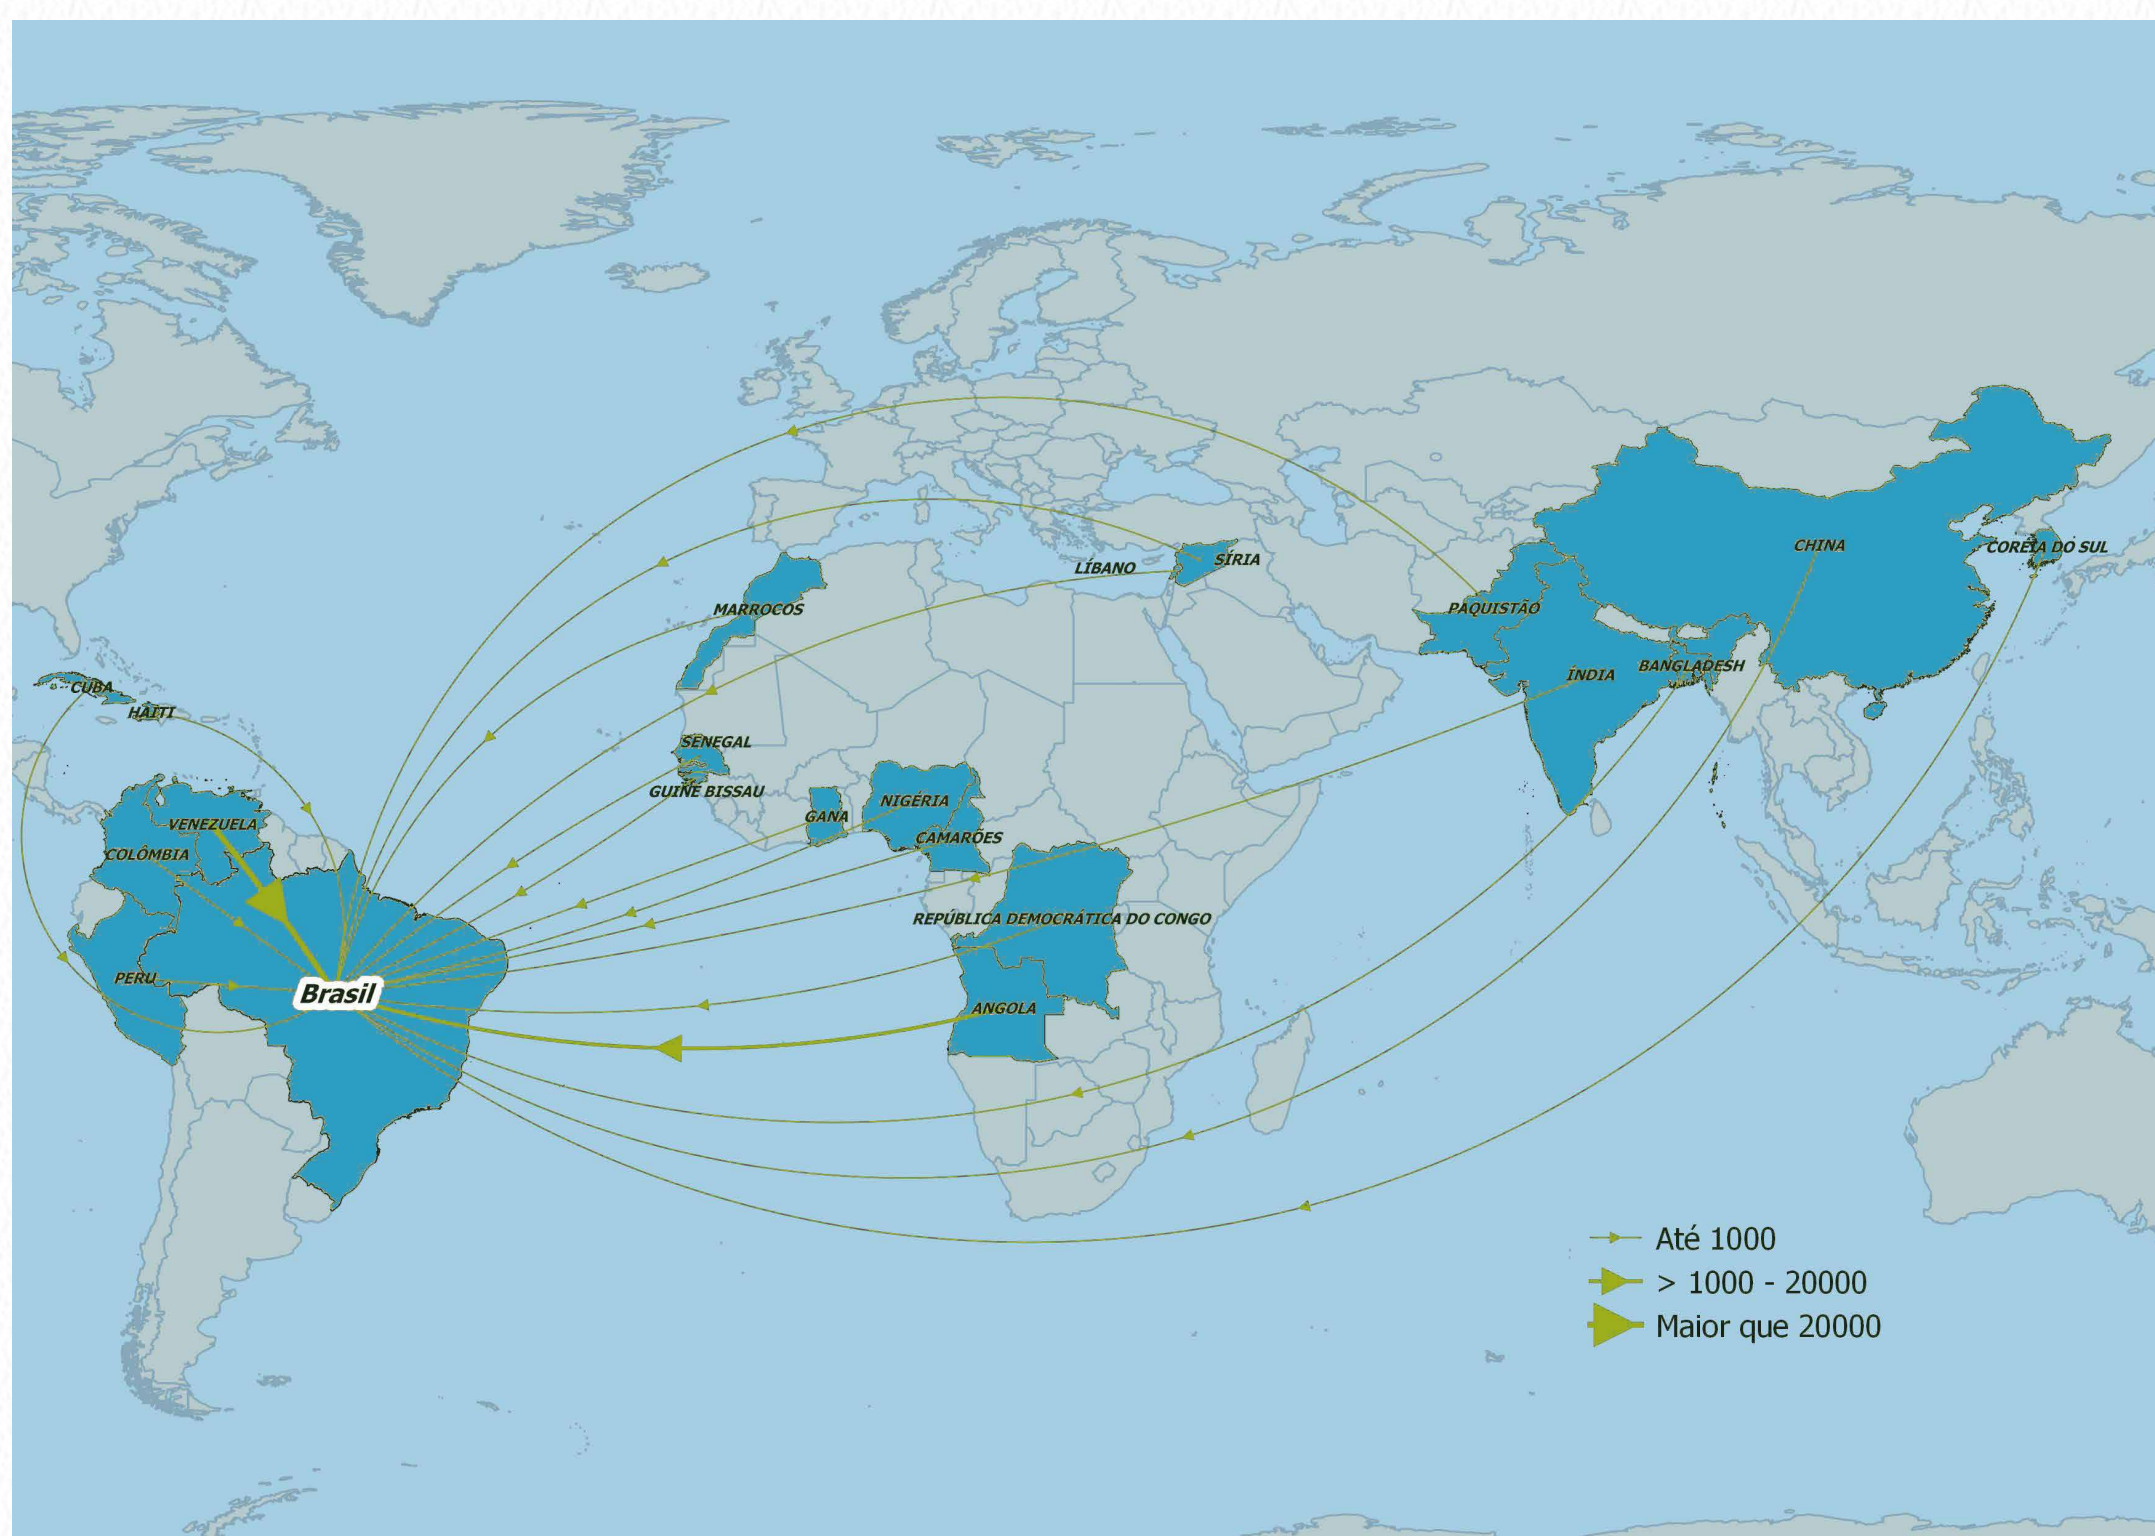 CHINA
COREIA DO SUL
SÍRIA
LÍBANO
PAQUISTÃO
MARROCOS
BANGLADESH
ÍNDIA
CUBA
HAITI
SENEGAL
GUINÉ BISSAU
NIGÉRIA
GANA
VENEZUELA
CAMARÕES
COLÔMBIA
REPÚBLICA DEMOCRÁTICA DO CONGO
PERU
Brasil
ANGOLA
Até 1000
> 1000 - 20000
Maior que 20000